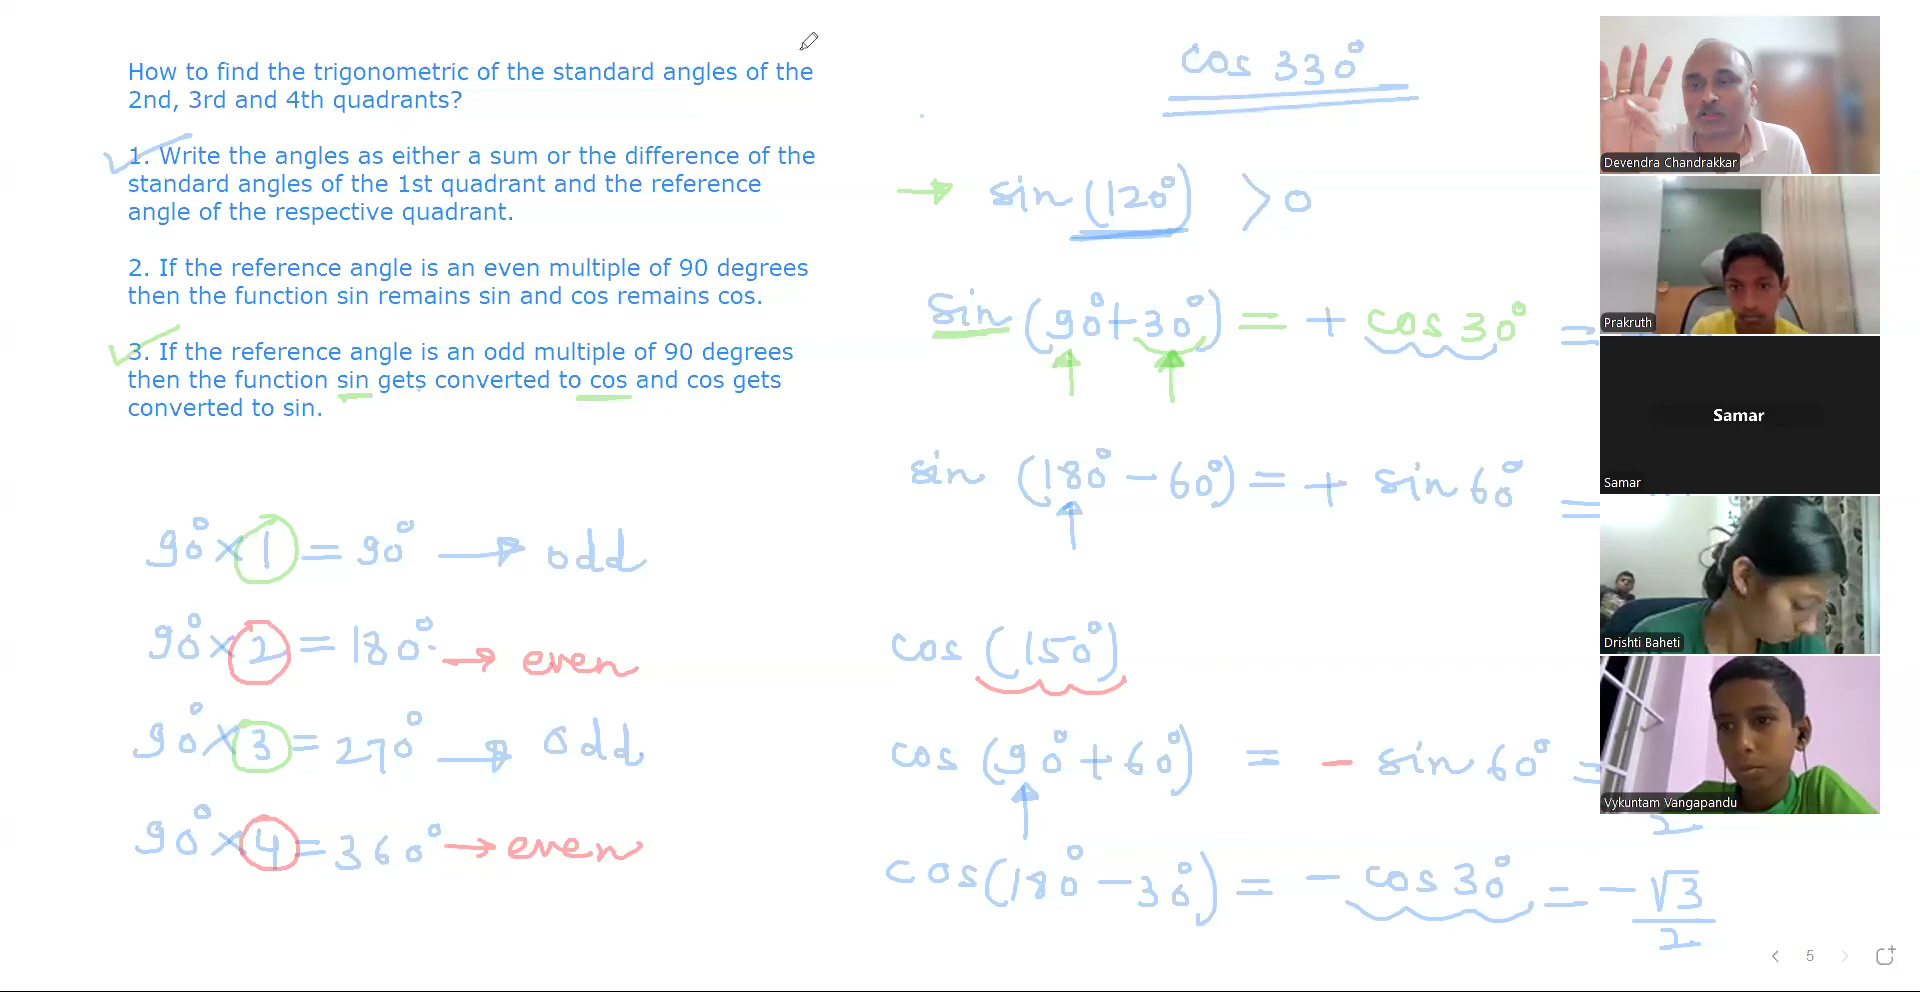 How to find the trigonometric of the standard angles of the
2nd, 3rd and 4th quadrants?
1. Write the angles as either a sum or the difference of the
standard angles of the 1st quadrant and the reference
angle of the respective quadrant.
2. If the reference angle is an even multiple of 90 degrees
then the function sin remains sin and cos remains cos.
3. If the reference angle is an odd multiple of 90 degrees
then the function sin gets converted to cos and cos gets
converted to sin.
90° × 1 = 90° → odd
90° × 2 = 180° → even
90° × 3 = 270° → odd
90° × 4 = 360° → even
cos 330°
→ sin (120°) > 0
sin (90° + 30°) = + cos 30° =
sin (180° - 60°) = + sin 60° =
cos (150°)
cos (90° + 60°) = - sin 60° =
2
cos (180° - 30°) = - cos 30° = - √3/2
Devendra Chandrakkar
Prakruth
Samar
Samar
Drishti Baheti
Vykuntam Vangapandu
5